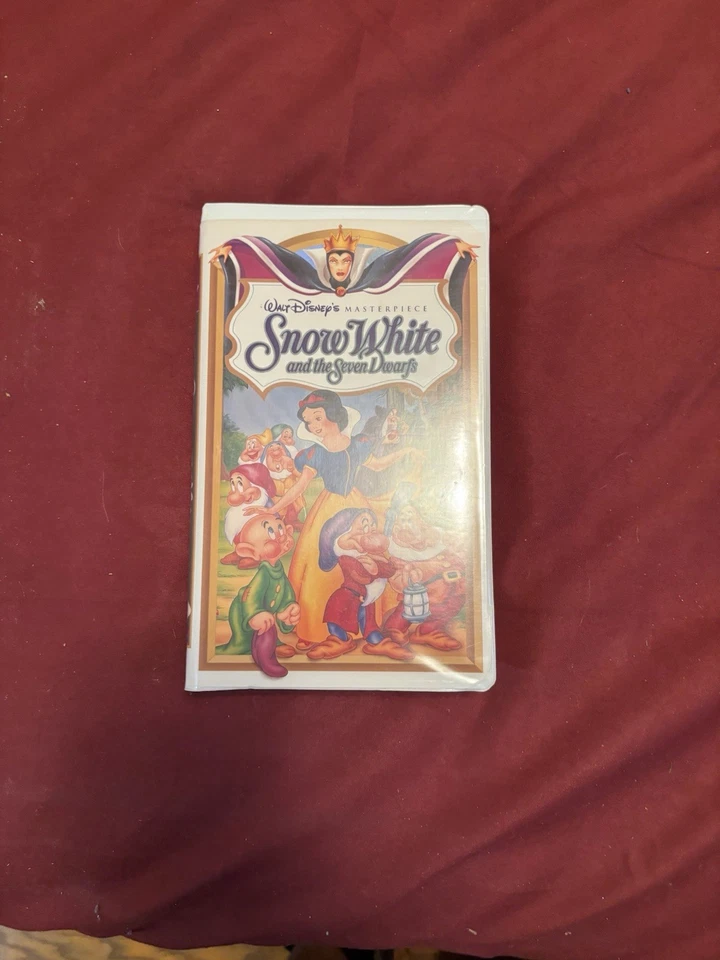 Walt Disney's MASTERPIECE
Snow White
and the Seven Dwarfs